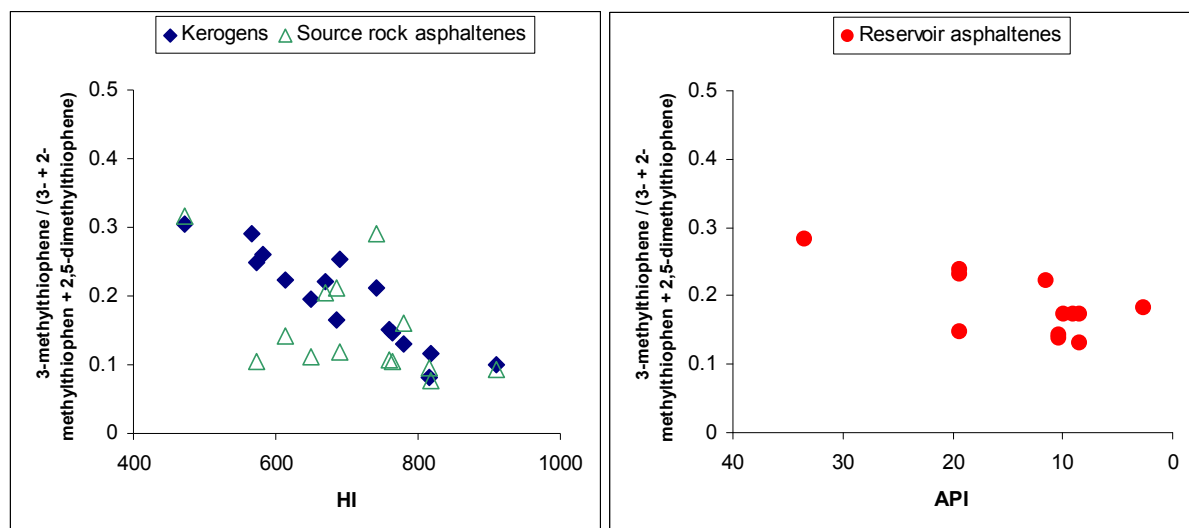 Kerogens
Source rock asphaltenes
3-methylthiophene / (3- + 2-
methylthiophen + 2,5-dimethylthiophene)
0.5
0.4
0.3
0.2
0.1
0
400
600
800
1000
HI
Reservoir asphaltenes
3-methylthiophene / (3- + 2-
methylthiophen + 2,5-dimethylthiophene)
0.5
0.4
0.3
0.2
0.1
0
40
30
20
10
0
API